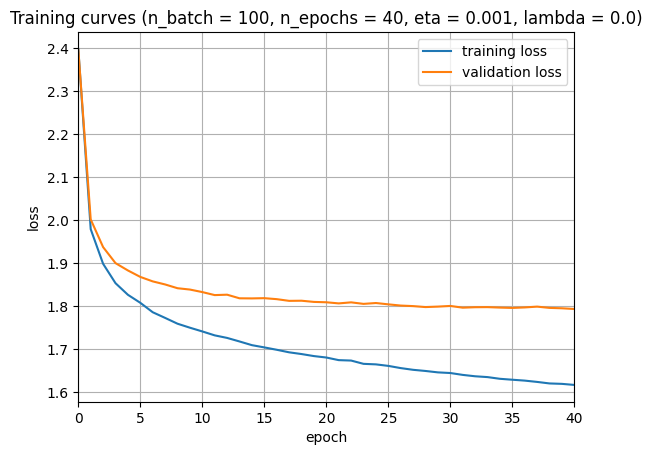 Training curves (n_batch = 100, n_epochs = 40, eta = 0.001, lambda = 0.0)
training loss
validation loss
2.4
2.3
2.2
2.1
2.0
1.9
1.8
1.7
1.6
loss
0 5 10 15 20 25 30 35 40
epoch